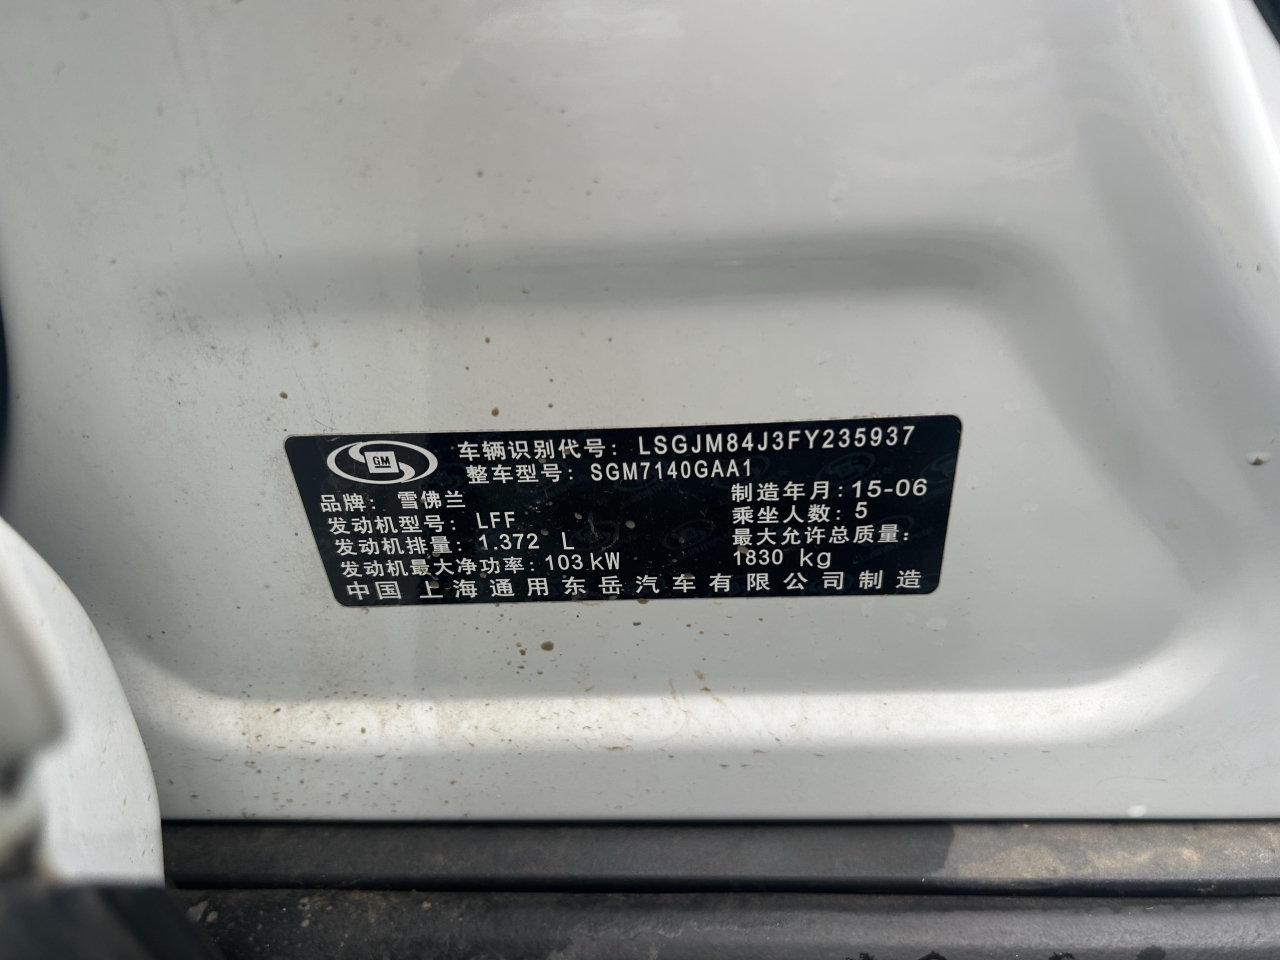 GM
车辆识别代号: LSGJM84J3FY235937
整车型号: SGM7140GAA1
品牌: 雪佛兰
制造年月: 15-06
发动机型号: LFF
乘坐人数: 5
发动机排量: 1.372 L
最大允许总质量:
发动机最大净功率: 103 kW
1830 kg
中国 上海通用东岳汽车有限公司制造